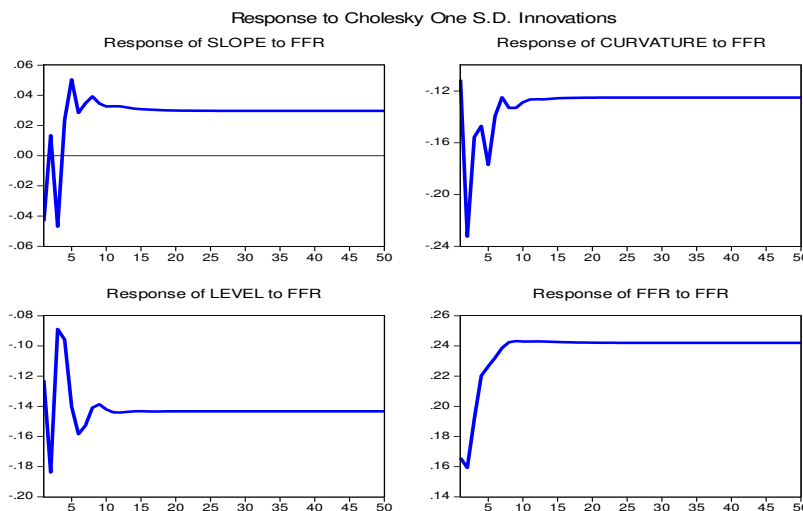 Response to Cholesky One S.D. Innovations
Response of SLOPE to FFR
.06
.04
.02
.00
-.02
-.04
-.06
5 10 15 20 25 30 35 40 45 50
Response of CURVATURE to FFR
-.12
-.16
-.20
-.24
5 10 15 20 25 30 35 40 45 50
Response of LEVEL to FFR
-.08
-.10
-.12
-.14
-.16
-.18
-.20
5 10 15 20 25 30 35 40 45 50
Response of FFR to FFR
.26
.24
.22
.20
.18
.16
.14
5 10 15 20 25 30 35 40 45 50